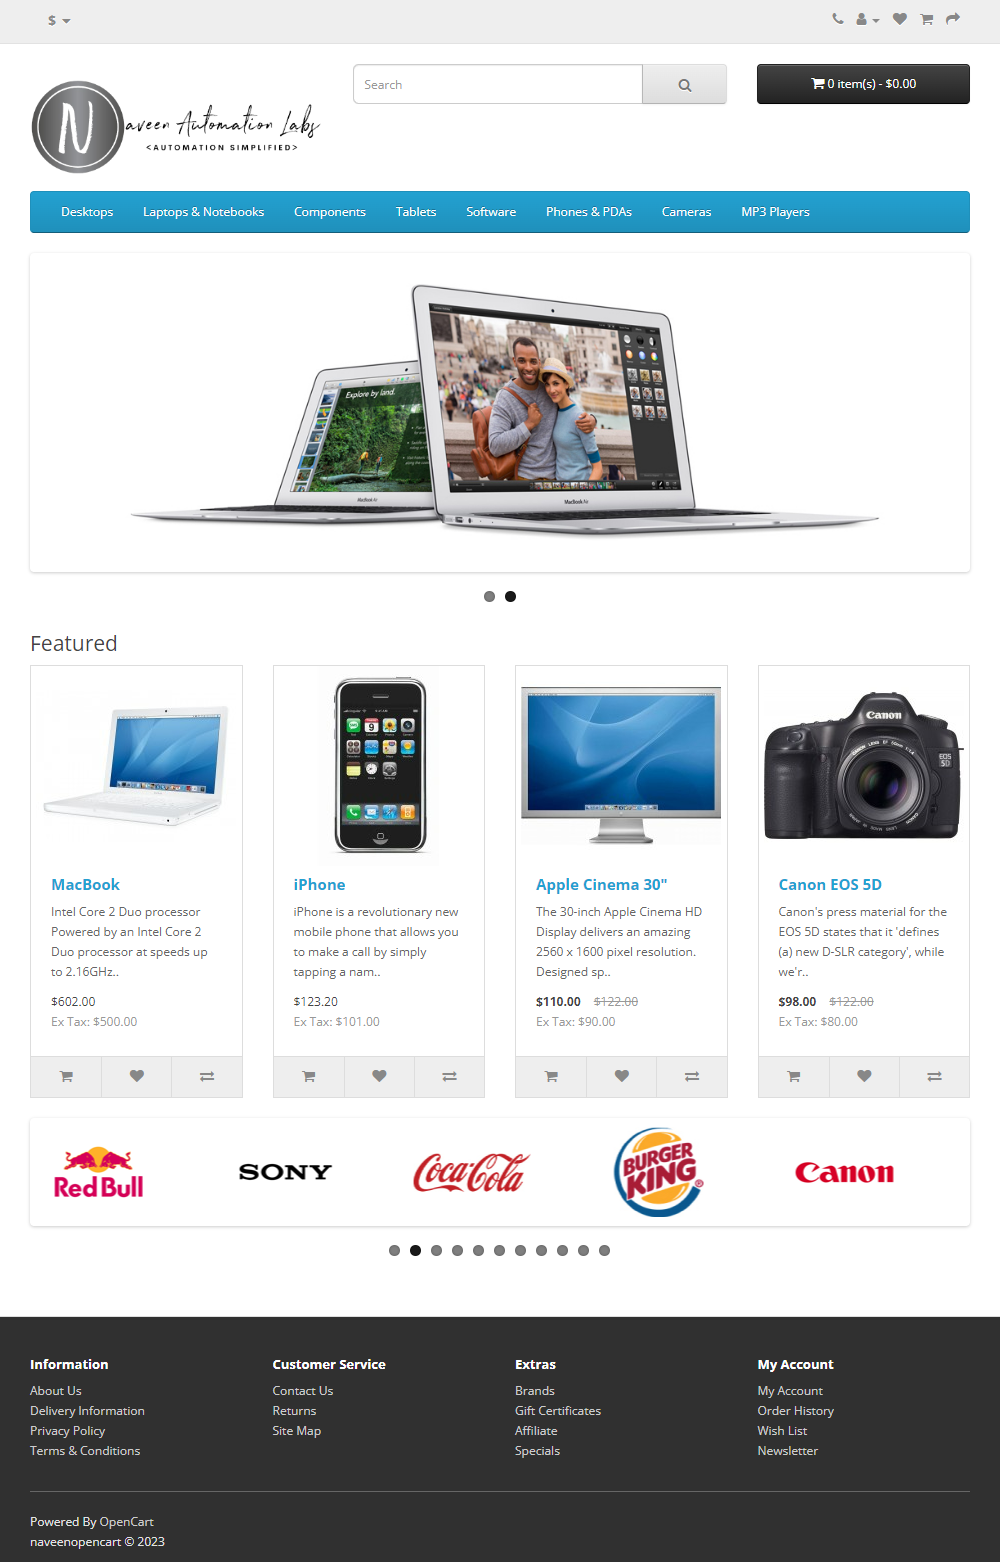 $
Search
0 item(s) - $0.00
N
aveen Automation Labs
<AUTOMATION SIMPLIFIED>
Desktops
Laptops & Notebooks
Components
Tablets
Software
Phones & PDAs
Cameras
MP3 Players
Explore by land.
MacBook Air
MacBook Air
Featured
Canon
EOS
5D
MacBook
Intel Core 2 Duo processor
Powered by an Intel Core 2
Duo processor at speeds up
to 2.16GHz..
$602.00
Ex Tax: $500.00
iPhone
iPhone is a revolutionary new
mobile phone that allows you
to make a call by simply
tapping a nam..
$123.20
Ex Tax: $101.00
Apple Cinema 30"
The 30-inch Apple Cinema HD
Display delivers an amazing
2560 x 1600 pixel resolution.
Designed sp..
$110.00 $122.00
Ex Tax: $90.00
Canon EOS 5D
Canon's press material for the
EOS 5D states that it 'defines
(a) new D-SLR category', while
we'r..
$98.00 $122.00
Ex Tax: $80.00
Red Bull
SONY
Coca-Cola
BURGER
KING
®
Canon
Information
About Us
Delivery Information
Privacy Policy
Terms & Conditions
Customer Service
Contact Us
Returns
Site Map
Extras
Brands
Gift Certificates
Affiliate
Specials
My Account
My Account
Order History
Wish List
Newsletter
Powered By OpenCart
naveenopencart © 2023